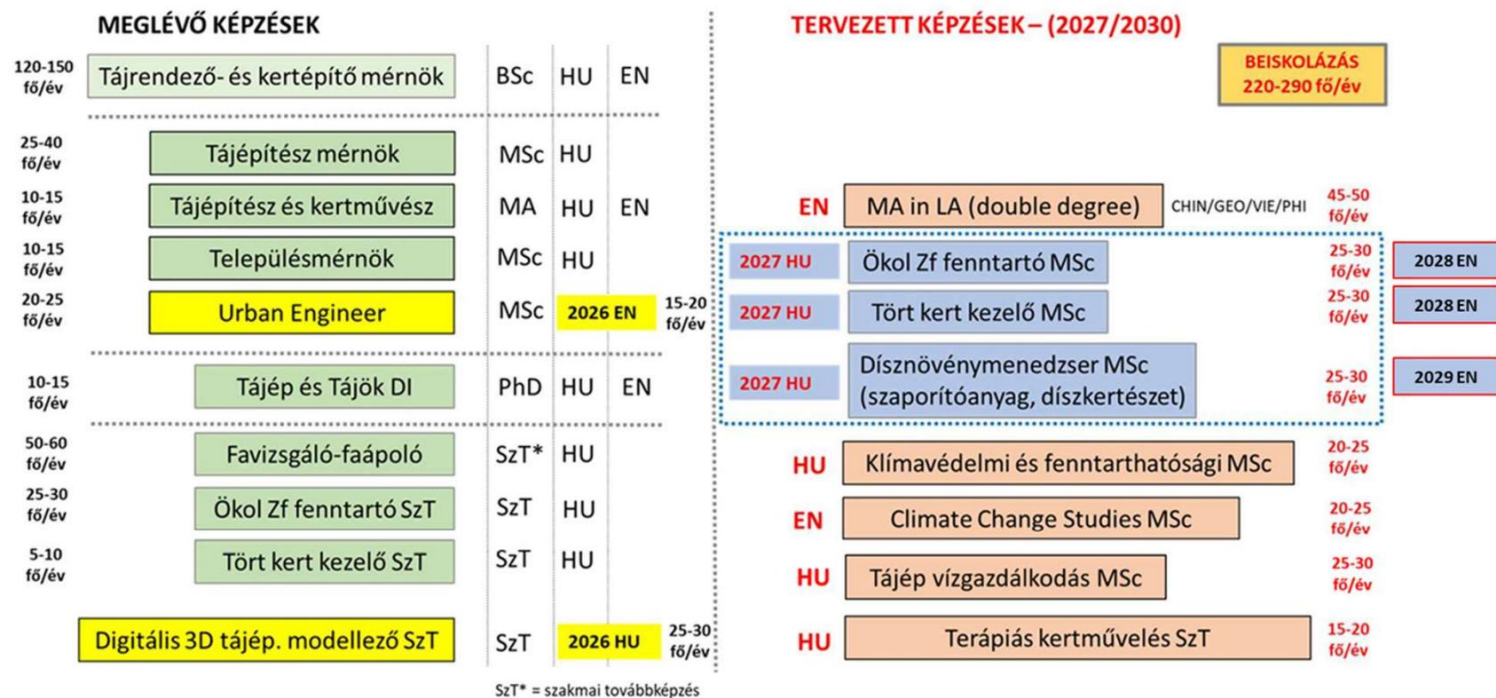 MEGLÉVŐ KÉPZÉSEK
120-150
fő/év
Tájrendező- és kertépítő mérnök
BSc
HU
EN
25-40
fő/év
Tájépítész mérnök
MSc
HU
10-15
fő/év
Tájépítész és kertművész
MA
HU
EN
10-15
fő/év
Településmérnök
MSc
HU
20-25
fő/év
Urban Engineer
MSc
2026 EN
15-20
fő/év
10-15
fő/év
Tájép és Tájök DI
PhD
HU
EN
50-60
fő/év
Favizsgáló-faápoló
SzT*
HU
25-30
fő/év
Ökol Zf fenntartó SzT
SzT
HU
5-10
fő/év
Tört kert kezelő SzT
SzT
HU
Digitális 3D tájép. modellező SzT
SzT
2026 HU
25-30
fő/év
SzT* = szakmai továbbképzés
TERVEZETT KÉPZÉSEK – (2027/2030)
BEISKOLÁZÁS
220-290 fő/év
EN
MA in LA (double degree)
CHIN/GEO/VIE/PHI
45-50
fő/év
2027 HU
Ökol Zf fenntartó MSc
25-30
fő/év
2028 EN
2027 HU
Tört kert kezelő MSc
25-30
fő/év
2028 EN
2027 HU
Dísznövénymenedzser MSc
(szaporítóanyag, díszkertészet)
25-30
fő/év
2029 EN
HU
Klímavédelmi és fenntarthatósági MSc
20-25
fő/év
EN
Climate Change Studies MSc
20-25
fő/év
HU
Tájép vízgazdálkodás MSc
25-30
fő/év
HU
Terápiás kertművelés SzT
15-20
fő/év